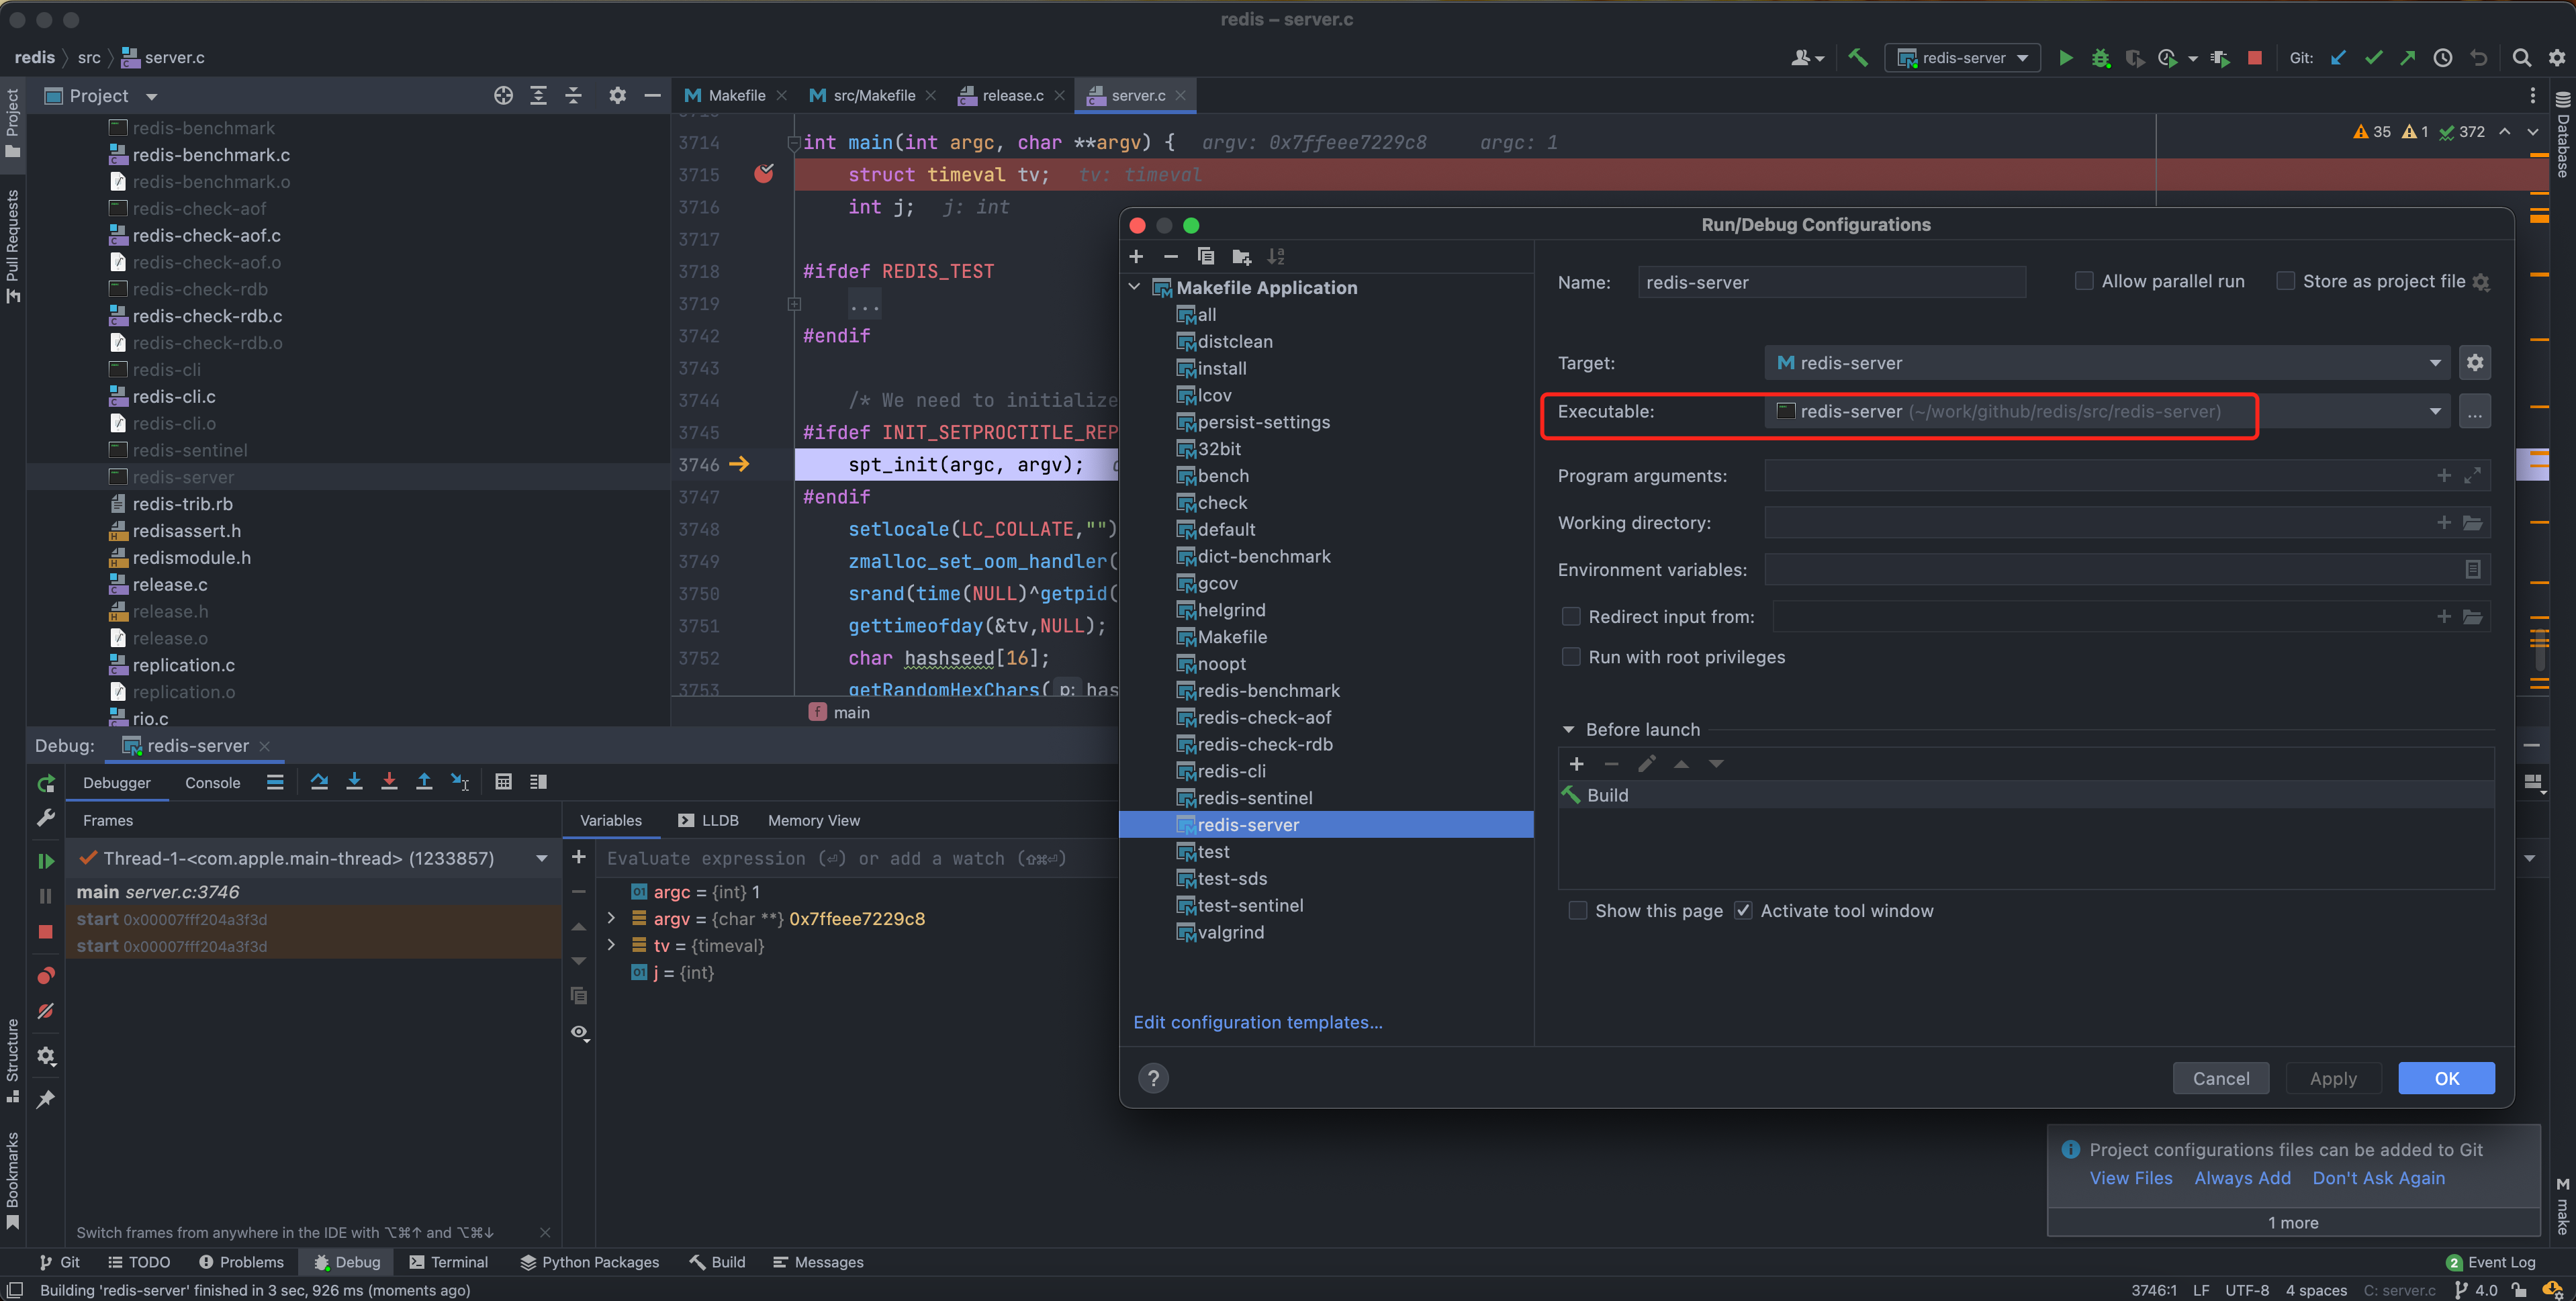 redis – server.c
redis src server.c
redis-server Git:
Project
Makefile src/Makefile release.c server.c
redis-benchmark
redis-benchmark.c
redis-benchmark.o
redis-check-aof
redis-check-aof.c
redis-check-aof.o
redis-check-rdb
redis-check-rdb.c
redis-check-rdb.o
redis-cli
redis-cli.c
redis-cli.o
redis-sentinel
redis-server
redis-trib.rb
redisassert.h
redismodule.h
release.c
release.h
release.o
replication.c
replication.o
rio.c
Project
Pull Requests
Structure
Bookmarks
Database
make
35 1 372
3714 int main(int argc, char **argv) { argv: 0x7ffeee7229c8 argc: 1
3715 struct timeval tv; tv: timeval
3716 int j; j: int
3717
3718 #ifdef REDIS_TEST
3719 ...
3742 #endif
3743
3744 /* We need to initialize
3745 #ifdef INIT_SETPROCTITLE_REP
3746 spt_init(argc, argv);
3747 #endif
3748 setlocale(LC_COLLATE,"")
3749 zmalloc_set_oom_handler(
3750 srand(time(NULL)^getpid(
3751 gettimeofday(&tv,NULL);
3752 char hashseed[16];
3753 getRandomHexChars( p: has
f main
Run/Debug Configurations
Makefile Application
all
distclean
install
lcov
persist-settings
32bit
bench
check
default
dict-benchmark
gcov
helgrind
Makefile
noopt
redis-benchmark
redis-check-aof
redis-check-rdb
redis-cli
redis-sentinel
redis-server
test
test-sds
test-sentinel
valgrind
Edit configuration templates...
Name: redis-server Allow parallel run Store as project file
Target: redis-server
Executable: redis-server (~/work/github/redis/src/redis-server)
Program arguments:
Working directory:
Environment variables:
Redirect input from:
Run with root privileges
Before launch
Build
Show this page Activate tool window
? Cancel Apply OK
Debug: redis-server
Debugger Console
Frames
Variables LLDB Memory View
Thread-1-<com.apple.main-thread> (1233857)
main server.c:3746
start 0x00007fff204a3f3d
start 0x00007fff204a3f3d
Evaluate expression (⏎) or add a watch (⇧⌘⏎)
argc = {int} 1
argv = {char **} 0x7ffeee7229c8
tv = {timeval}
j = {int}
Switch frames from anywhere in the IDE with ⌥⌘↑ and ⌥⌘↓
Project configurations files can be added to Git
View Files Always Add Don't Ask Again
1 more
Git TODO Problems Debug Terminal Python Packages Build Messages 2 Event Log
Building 'redis-server' finished in 3 sec, 926 ms (moments ago) 3746:1 LF UTF-8 4 spaces C: server.c 4.0